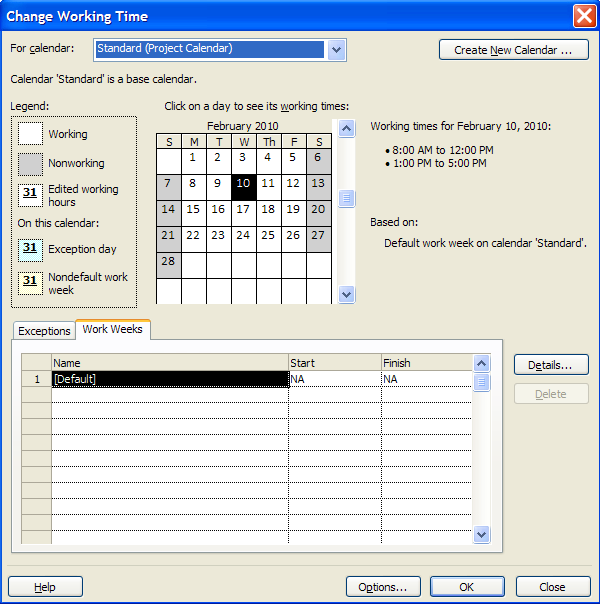 Change Working Time
For calendar: Standard (Project Calendar) Create New Calendar ...
Calendar 'Standard' is a base calendar.
Legend:
Working
Nonworking
31 Edited working
hours
On this calendar:
31 Exception day
31 Nondefault work
week
Click on a day to see its working times:
February 2010
S M T W Th F S
1 2 3 4 5 6
7 8 9 10 11 12 13
14 15 16 17 18 19 20
21 22 23 24 25 26 27
28
Working times for February 10, 2010:
• 8:00 AM to 12:00 PM
• 1:00 PM to 5:00 PM
Based on:
Default work week on calendar 'Standard'.
Exceptions Work Weeks
Name Start Finish
1 [Default] NA NA
Details...
Delete
Help Options... OK Close